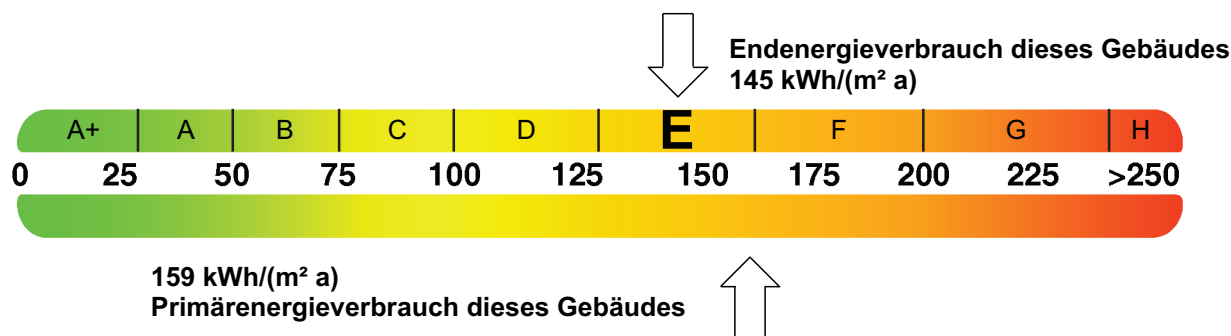 Endenergieverbrauch dieses Gebäudes
145 kWh/(m² a)
A+ A B C D E F G H
0 25 50 75 100 125 150 175 200 225 >250
159 kWh/(m² a)
Primärenergieverbrauch dieses Gebäudes